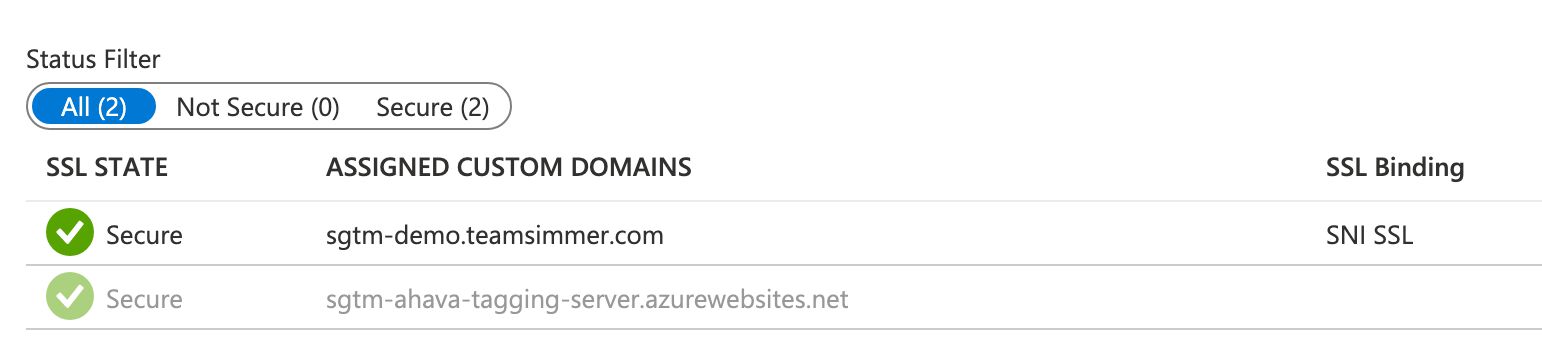 Status Filter
All (2) Not Secure (0) Secure (2)
SSL STATE ASSIGNED CUSTOM DOMAINS SSL Binding
Secure sgtm-demo.teamsimmer.com SNI SSL
Secure sgtm-ahava-tagging-server.azurewebsites.net